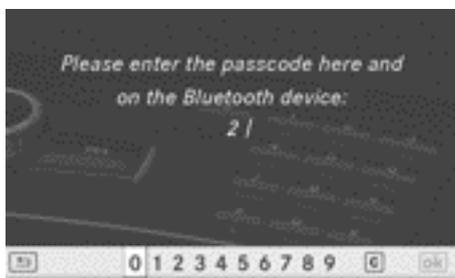 Please enter the passcode here and
on the Bluetooth device:
2 |
0 1 2 3 4 5 6 7 8 9 C ok